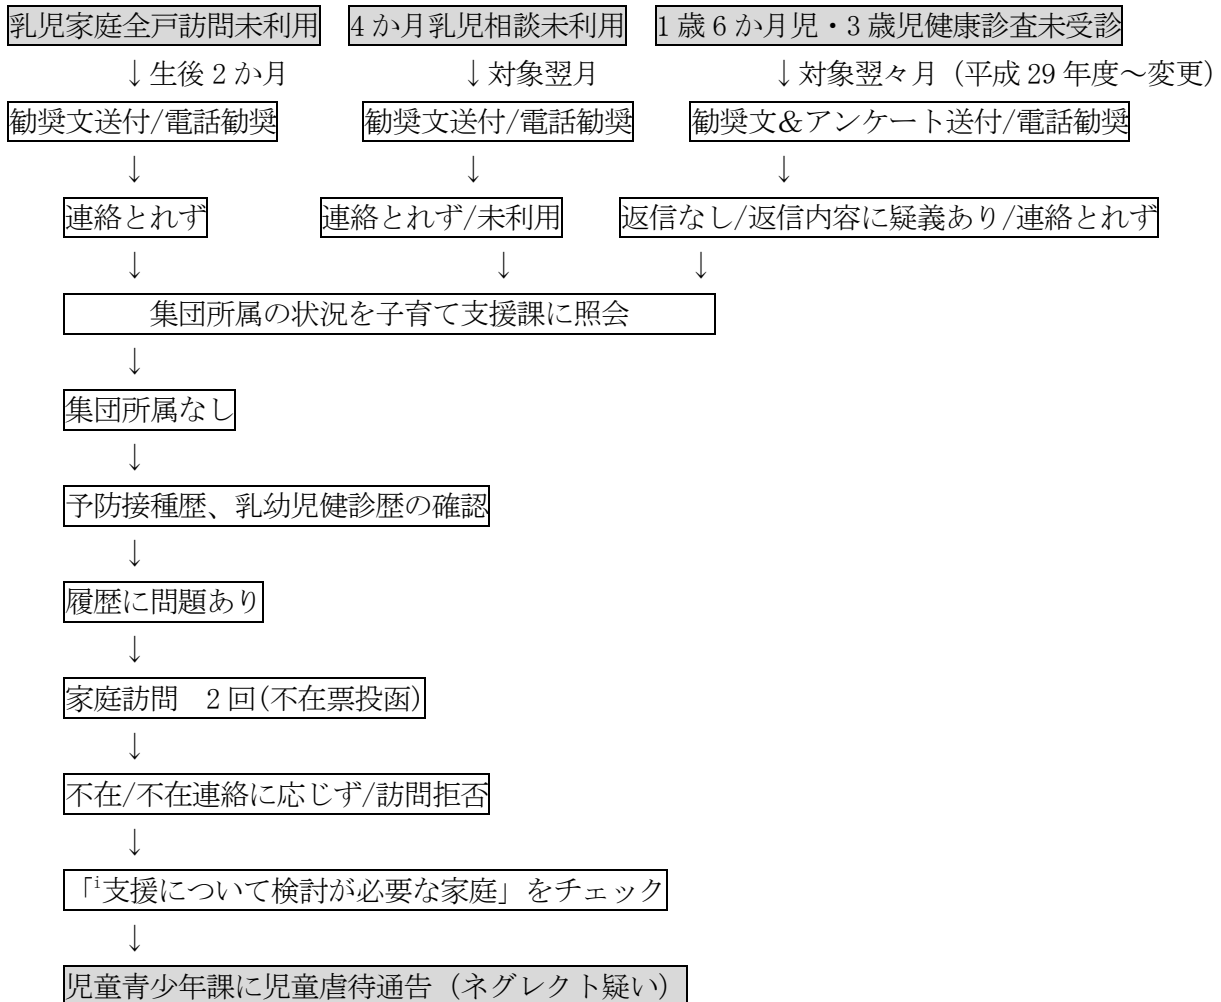 乳児家庭全戸訪問未利用 4か月乳児相談未利用 1歳6か月児・3歳児健康診査未受診
↓生後2か月 ↓対象翌月 ↓対象翌々月（平成29年度～変更）
勧奨文送付/電話勧奨 勧奨文送付/電話勧奨 勧奨文&アンケート送付/電話勧奨
↓ ↓ ↓
連絡とれず 連絡とれず/未利用 返信なし/返信内容に疑義あり/連絡とれず
↓ ↓ ↓
集団所属の状況を子育て支援課に照会
↓
集団所属なし
↓
予防接種歴、乳幼児健診歴の確認
↓
履歴に問題あり
↓
家庭訪問　2回(不在票投函)
↓
不在/不在連絡に応じず/訪問拒否
↓
「i支援について検討が必要な家庭」をチェック
↓
児童青少年課に児童虐待通告（ネグレクト疑い）